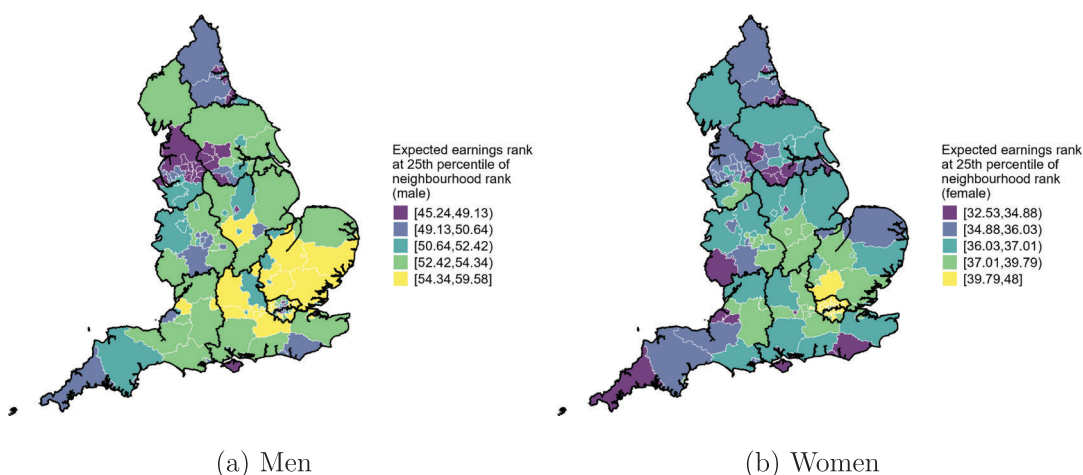 Expected earnings rank
at 25th percentile of
neighbourhood rank
(male)
[45.24,49.13)
[49.13,50.64)
[50.64,52.42)
[52.42,54.34)
[54.34,59.58]
(a) Men
Expected earnings rank
at 25th percentile of
neighbourhood rank
(female)
[32.53,34.88)
[34.88,36.03)
[36.03,37.01)
[37.01,39.79)
[39.79,48]
(b) Women